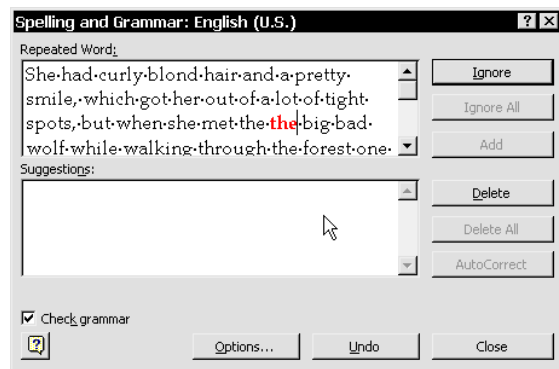 Spelling and Grammar: English (U.S.)
Repeated Word:
She·had·curly·blond·hair·and·a·pretty·
smile,·which·got·her·out·of·a·lot·of·tight·
spots,·but·when·she·met·the·the·big·bad·
wolf·while·walking·through·the·forest·one·
Ignore
Ignore All
Add
Suggestions:
Delete
Delete All
AutoCorrect
Check grammar
Options...
Undo
Close